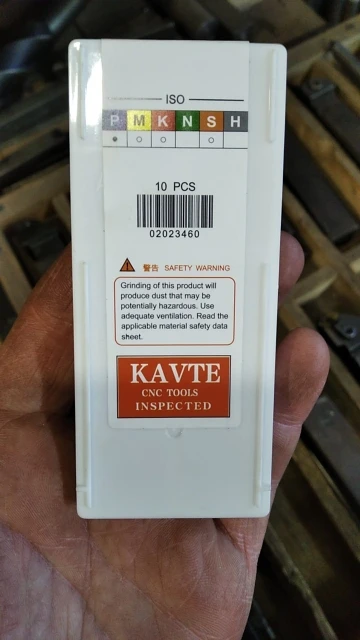 ISO
P M K N S H
10 PCS
02023460
警告 SAFETY WARNING
Grinding of this product will
produce dust that may be
potentially hazardous. Use
adequate ventilation. Read the
applicable material safety data
sheet.
KAVTE
CNC TOOLS
INSPECTED